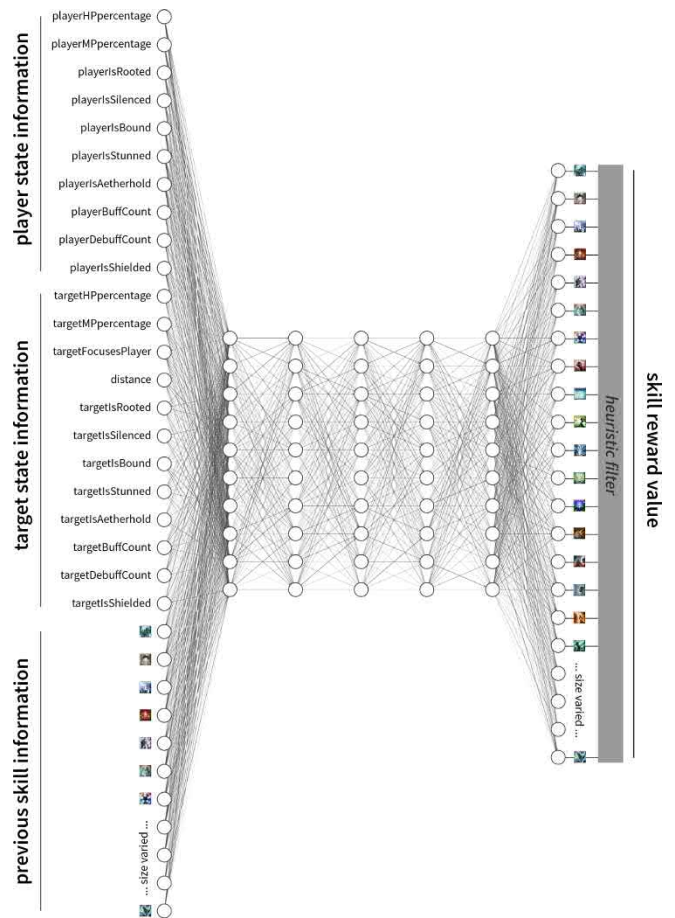 player state information
playerHPpercentage
playerMPpercentage
playerIsRooted
playerIsSilenced
playerIsBound
playerIsStunned
playerIsAetherhold
playerBuffCount
playerDebuffCount
playerIsShielded
target state information
targetHPpercentage
targetMPpercentage
targetFocusesPlayer
distance
targetIsRooted
targetIsSilenced
targetIsBound
targetIsStunned
targetIsAetherhold
targetBuffCount
targetDebuffCount
targetIsShielded
previous skill information
... size varied ...
... size varied ...
heuristic filter
skill reward value